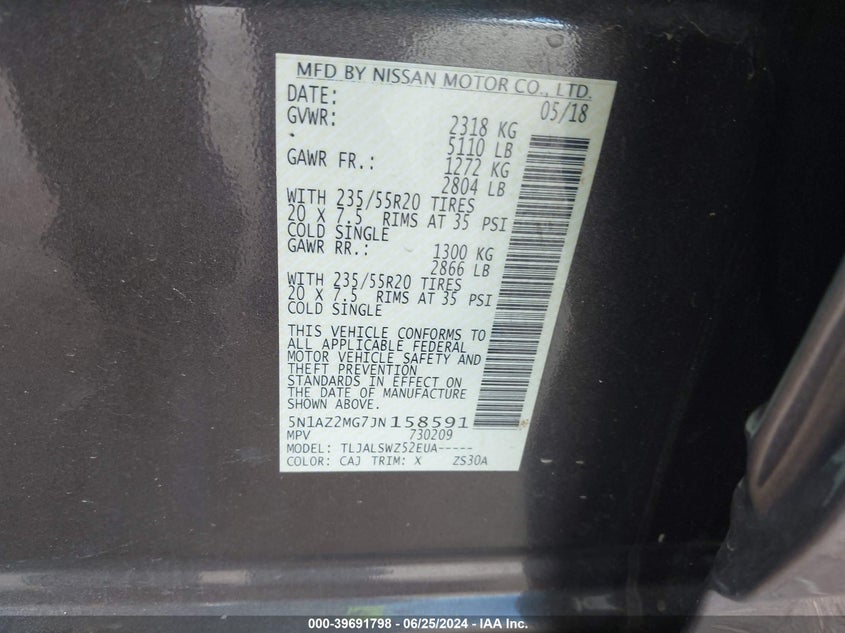 MFD BY NISSAN MOTOR CO., LTD.
DATE: 05/18
GVWR: 2318 KG
5110 LB
GAWR FR.: 1272 KG
2804 LB
WITH 235/55R20 TIRES
20 X 7.5 RIMS AT 35 PSI
COLD SINGLE
GAWR RR.: 1300 KG
2866 LB
WITH 235/55R20 TIRES
20 X 7.5 RIMS AT 35 PSI
COLD SINGLE
THIS VEHICLE CONFORMS TO
ALL APPLICABLE FEDERAL
MOTOR VEHICLE SAFETY AND
THEFT PREVENTION
STANDARDS IN EFFECT ON
THE DATE OF MANUFACTURE
SHOWN ABOVE.
5N1AZ2MG7JN158591
MPV 730209
MODEL: TLJALSWZ52EUA-----
COLOR: CAJ TRIM: X ZS30A
000-39691798 - 06/25/2024 - IAA Inc.